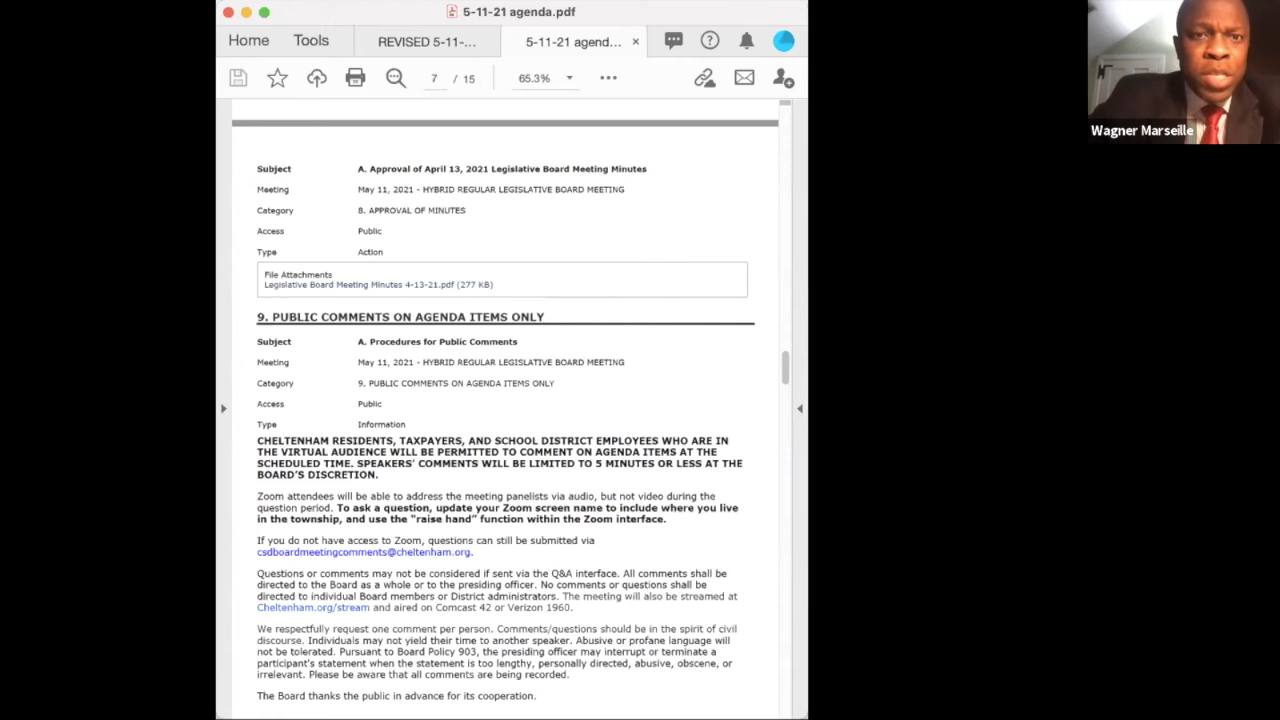 5-11-21 agenda.pdf
Home Tools REVISED 5-11-... 5-11-21 agend... ×
7 / 15 65.3%
Wagner Marseille
Subject A. Approval of April 13, 2021 Legislative Board Meeting Minutes
Meeting May 11, 2021 - HYBRID REGULAR LEGISLATIVE BOARD MEETING
Category 8. APPROVAL OF MINUTES
Access Public
Type Action
File Attachments
Legislative Board Meeting Minutes 4-13-21.pdf (277 KB)
9. PUBLIC COMMENTS ON AGENDA ITEMS ONLY
Subject A. Procedures for Public Comments
Meeting May 11, 2021 - HYBRID REGULAR LEGISLATIVE BOARD MEETING
Category 9. PUBLIC COMMENTS ON AGENDA ITEMS ONLY
Access Public
Type Information
CHELTENHAM RESIDENTS, TAXPAYERS, AND SCHOOL DISTRICT EMPLOYEES WHO ARE IN
THE VIRTUAL AUDIENCE WILL BE PERMITTED TO COMMENT ON AGENDA ITEMS AT THE
SCHEDULED TIME. SPEAKERS' COMMENTS WILL BE LIMITED TO 5 MINUTES OR LESS AT THE
BOARD'S DISCRETION.
Zoom attendees will be able to address the meeting panelists via audio, but not video during the
question period. To ask a question, update your Zoom screen name to include where you live
in the township, and use the "raise hand" function within the Zoom interface.
If you do not have access to Zoom, questions can still be submitted via
csdboardmeetingcomments@cheltenham.org.
Questions or comments may not be considered if sent via the Q&A interface. All comments shall be
directed to the Board as a whole or to the presiding officer. No comments or questions shall be
directed to individual Board members or District administrators. The meeting will also be streamed at
Cheltenham.org/stream and aired on Comcast 42 or Verizon 1960.
We respectfully request one comment per person. Comments/questions should be in the spirit of civil
discourse. Individuals may not yield their time to another speaker. Abusive or profane language will
not be tolerated. Pursuant to Board Policy 903, the presiding officer may interrupt or terminate a
participant's statement when the statement is too lengthy, personally directed, abusive, obscene, or
irrelevant. Please be aware that all comments are being recorded.
The Board thanks the public in advance for its cooperation.